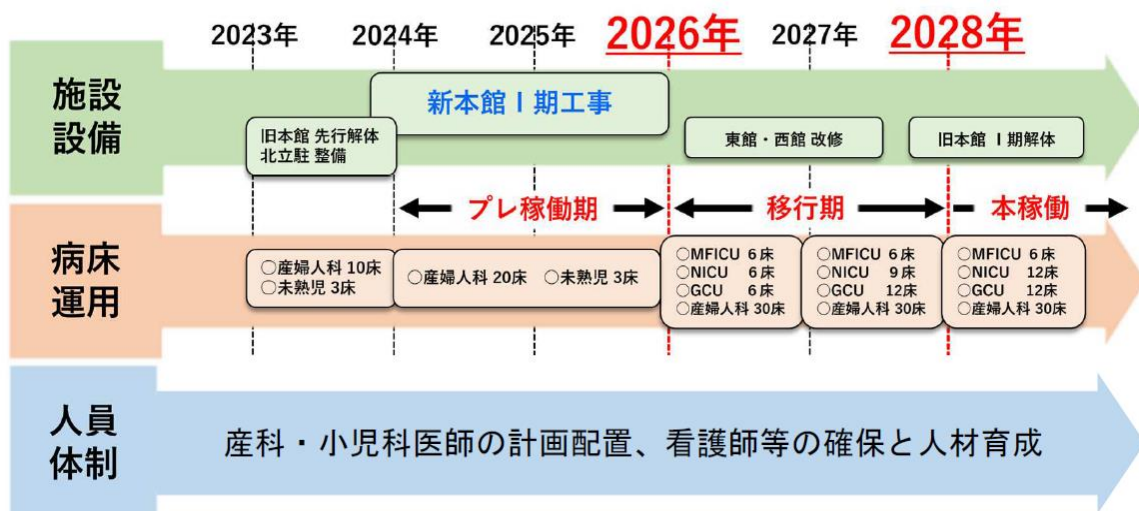 2023年 2024年 2025年 2026年 2027年 2028年
施設
設備
新本館Ⅰ期工事
旧本館 先行解体
北立駐 整備
東館・西館 改修
旧本館 Ⅰ期解体
プレ稼働期 移行期 本稼働
病床
運用
○産婦人科 10床
○未熟児 3床
○産婦人科 20床 ○未熟児 3床
○MFICU 6床
○NICU 6床
○GCU 6床
○産婦人科 30床
○MFICU 6床
○NICU 9床
○GCU 12床
○産婦人科 30床
○MFICU 6床
○NICU 12床
○GCU 12床
○産婦人科 30床
人員
体制
産科・小児科医師の計画配置、看護師等の確保と人材育成